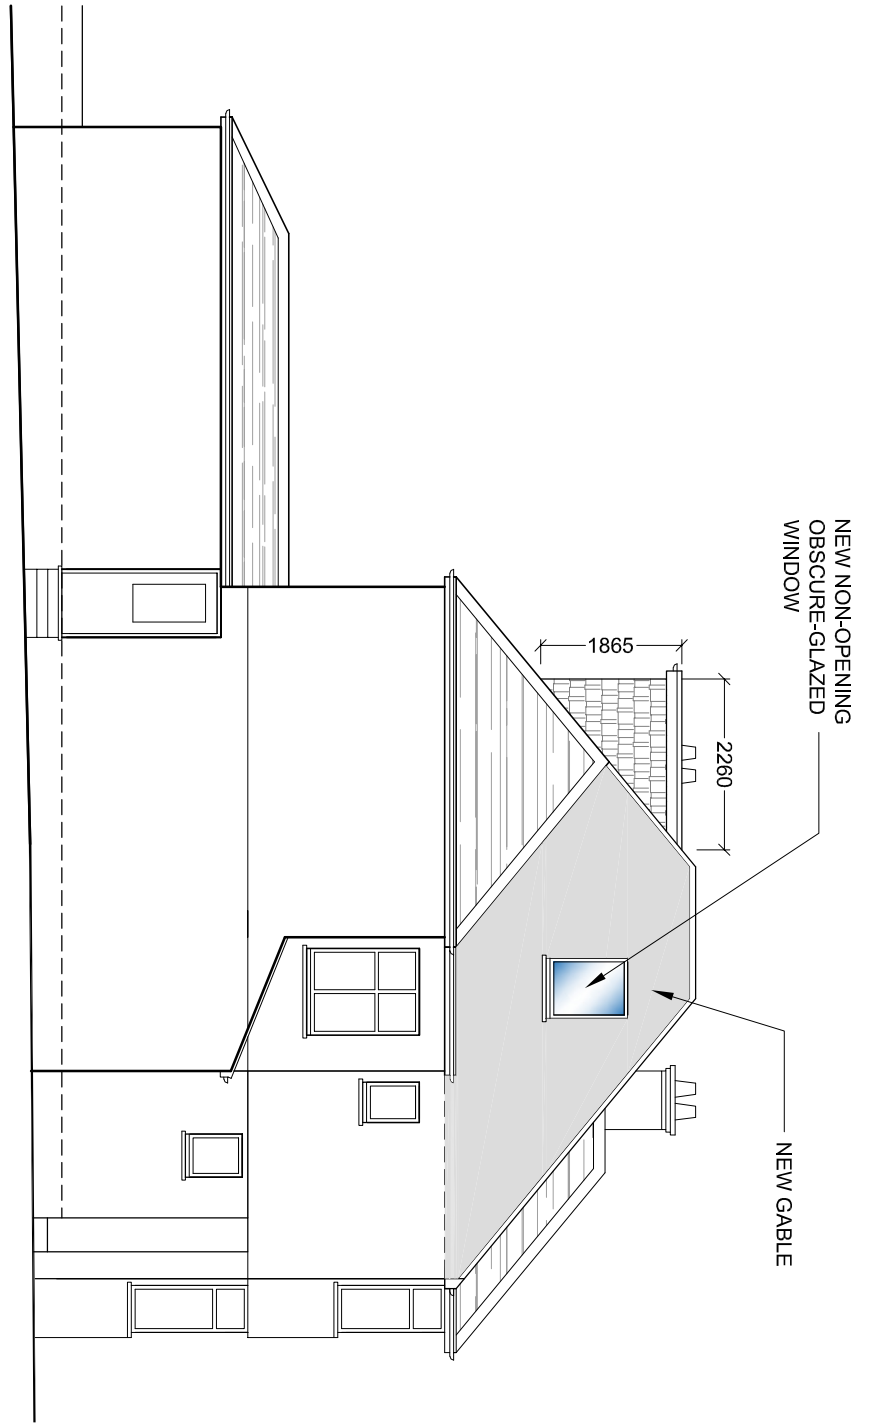 NEW NON-OPENING
OBSCURE-GLAZED
WINDOW
1865
2260
NEW GABLE